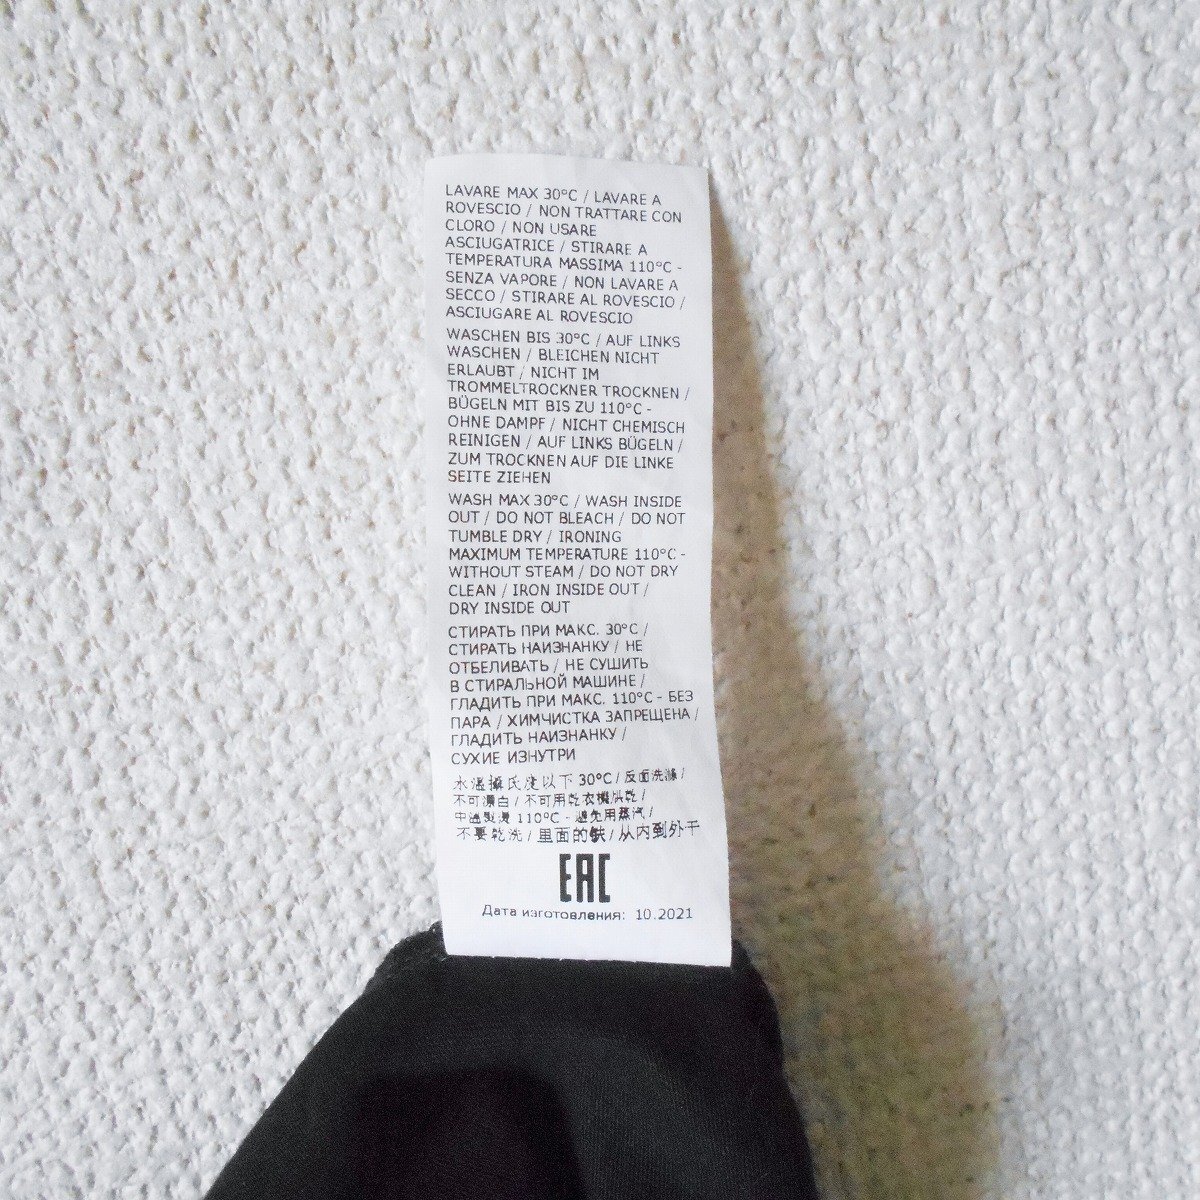 LAVARE MAX 30°C / LAVARE A
ROVESCIO / NON TRATTARE CON
CLORO / NON USARE
ASCIUGATRICE / STIRARE A
TEMPERATURA MASSIMA 110°C -
SENZA VAPORE / NON LAVARE A
SECCO / STIRARE AL ROVESCIO /
ASCIUGARE AL ROVESCIO
WASCHEN BIS 30°C / AUF LINKS
WASCHEN / BLEICHEN NICHT
ERLAUBT / NICHT IM
TROMMELTROCKNER TROCKNEN /
BÜGELN MIT BIS ZU 110°C -
OHNE DAMPF / NICHT CHEMISCH
REINIGEN / AUF LINKS BÜGELN /
ZUM TROCKNEN AUF DIE LINKE
SEITE ZIEHEN
WASH MAX 30°C / WASH INSIDE
OUT / DO NOT BLEACH / DO NOT
TUMBLE DRY / IRONING
MAXIMUM TEMPERATURE 110°C -
WITHOUT STEAM / DO NOT DRY
CLEAN / IRON INSIDE OUT /
DRY INSIDE OUT
СТИРАТЬ ПРИ МАКС. 30°C /
СТИРАТЬ НАИЗНАНКУ / НЕ
ОТБЕЛИВАТЬ / НЕ СУШИТЬ
В СТИРАЛЬНОЙ МАШИНЕ /
ГЛАДИТЬ ПРИ МАКС. 110°C - БЕЗ
ПАРА / ХИМЧИСТКА ЗАПРЕЩЕНА /
ГЛАДИТЬ НАИЗНАНКУ /
СУХИЕ ИЗНУТРИ
水溫攝氏度以下 30°C / 反面洗滌 /
不可漂白 / 不可用乾衣機烘乾 /
中溫熨燙 110°C - 避免用蒸汽 /
不要乾洗 / 里面的铁 / 从内到外干
EAC
Дата изготовления: 10.2021